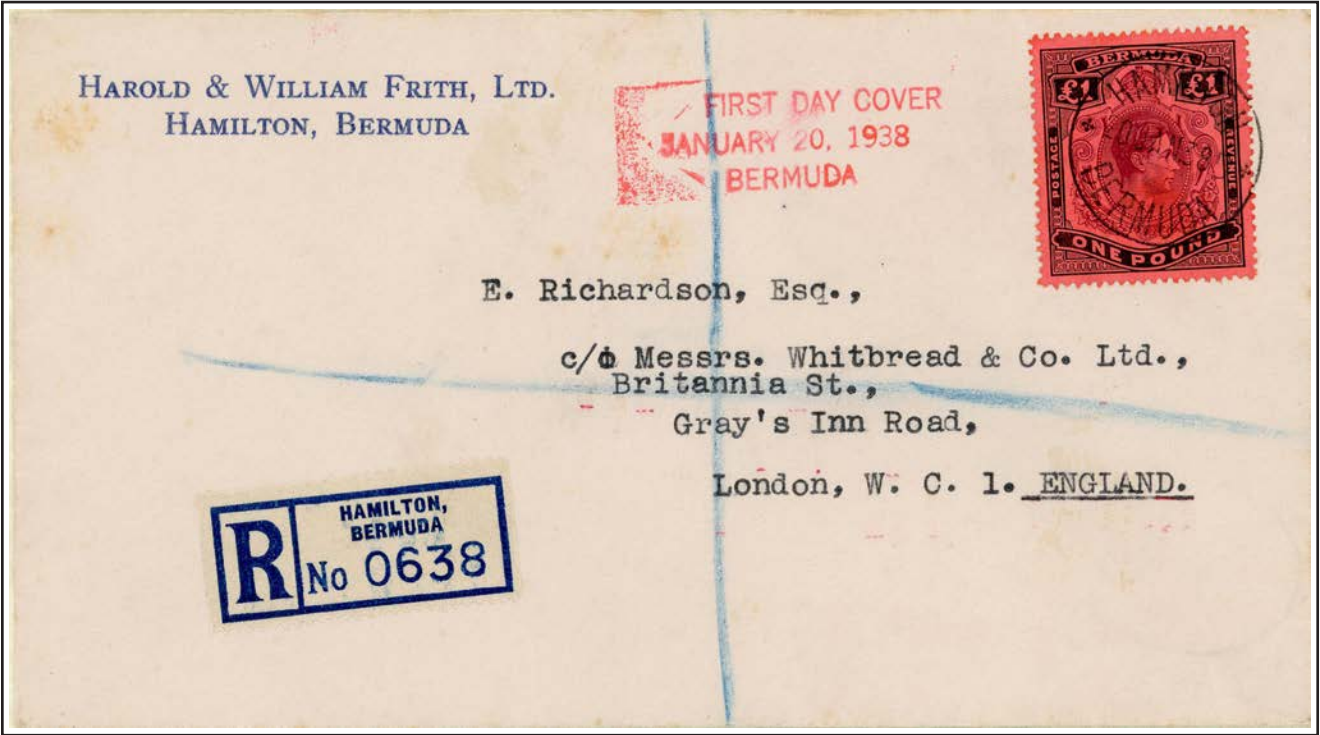 HAROLD & WILLIAM FRITH, LTD.
HAMILTON, BERMUDA
FIRST DAY COVER
JANUARY 20, 1938
BERMUDA
BERMUDA
£1 £1
POSTAGE REVENUE
ONE POUND
HAMILTON
BERMUDA
E. Richardson, Esq.,
c/o Messrs. Whitbread & Co. Ltd.,
Britannia St.,
Gray's Inn Road,
London, W. C. 1. ENGLAND.
R
HAMILTON,
BERMUDA
No 0638